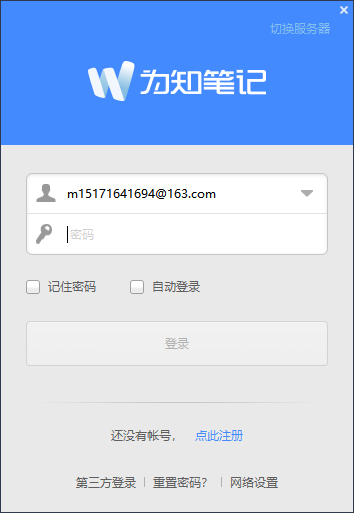 切换服务器
为知笔记
m15171641694@163.com
密码
记住密码 自动登录
登录
还没有帐号， 点此注册
第三方登录 重置密码? 网络设置